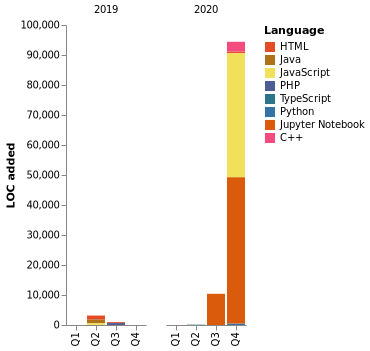 2019
2020
100,000
90,000
80,000
70,000
60,000
50,000
40,000
30,000
20,000
10,000
0
LOC added
Q1
Q2
Q3
Q4
Q1
Q2
Q3
Q4
Language
HTML
Java
JavaScript
PHP
TypeScript
Python
Jupyter Notebook
C++